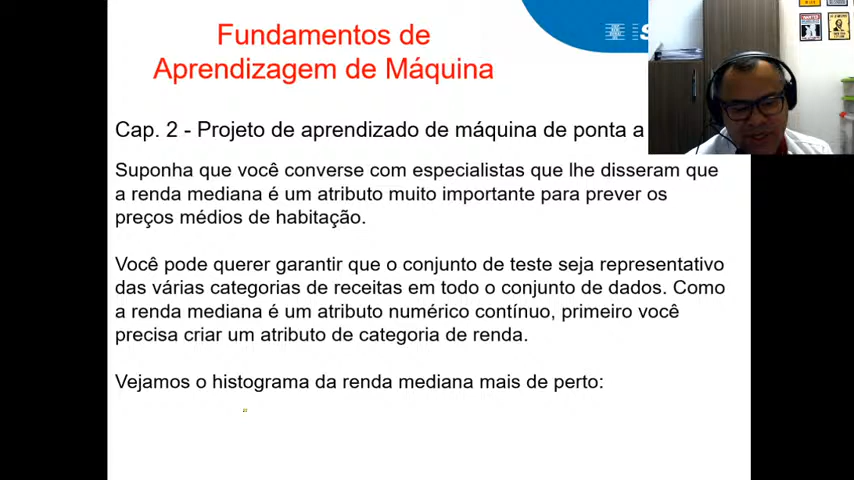 Fundamentos de
Aprendizagem de Máquina
Cap. 2 - Projeto de aprendizado de máquina de ponta a
Suponha que você converse com especialistas que lhe disseram que
a renda mediana é um atributo muito importante para prever os
preços médios de habitação.
Você pode querer garantir que o conjunto de teste seja representativo
das várias categorias de receitas em todo o conjunto de dados. Como
a renda mediana é um atributo numérico contínuo, primeiro você
precisa criar um atributo de categoria de renda.
Vejamos o histograma da renda mediana mais de perto: